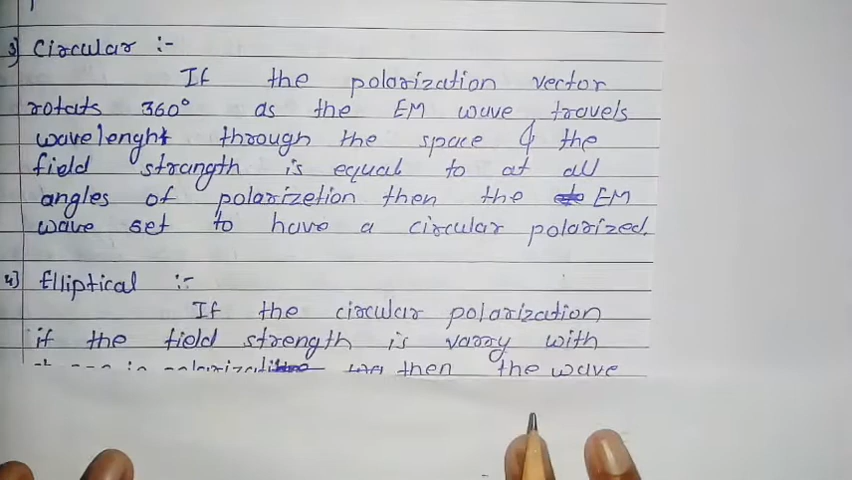 3) Circular :-
If the polarization vector
rotats 360° as the EM wave travels
wavelenght through the space & the
field strangth is equal to at all
angles of polarizetion then the EM
wave set to have a circular polarized.
4) Elliptical :-
If the circular polarization
if the field strength is varry with
then the wave